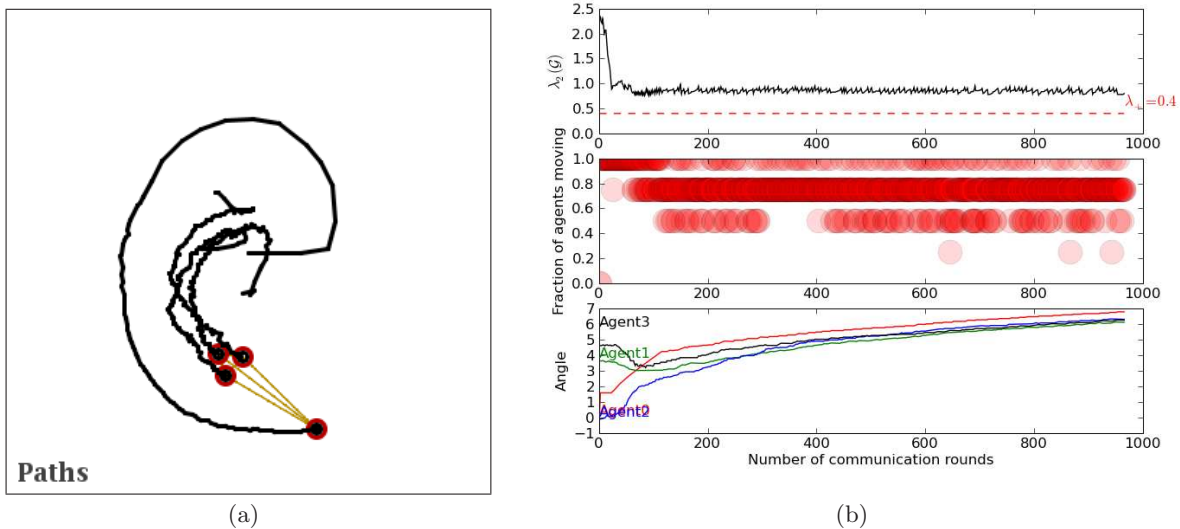 Paths
(a)
λ₂(𝒢)
2.5
2.0
1.5
1.0
0.5
0.0
λ₊=0.4
0 200 400 600 800 1000
Fraction of agents moving
1.0
0.8
0.6
0.4
0.2
0.0
0 200 400 600 800 1000
Angle
7
6
5
4
3
2
1
0
−1
Agent3
Agent1
Agent2
0 200 400 600 800 1000
Number of communication rounds
(b)